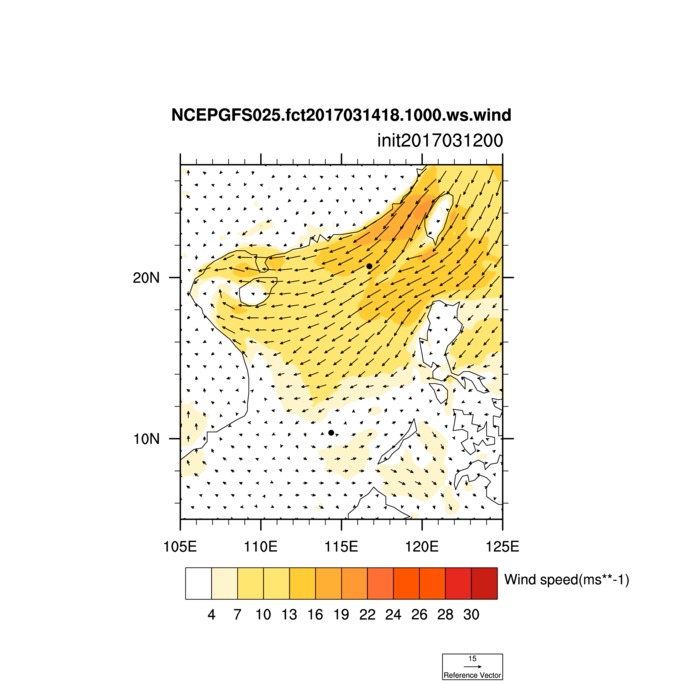 NCEPGFS025.fct2017031418.1000.ws.wind
init2017031200
20N
10N
105E 110E 115E 120E 125E
Wind speed(ms**-1)
4 7 10 13 16 19 22 24 26 28 30
15
Reference Vector